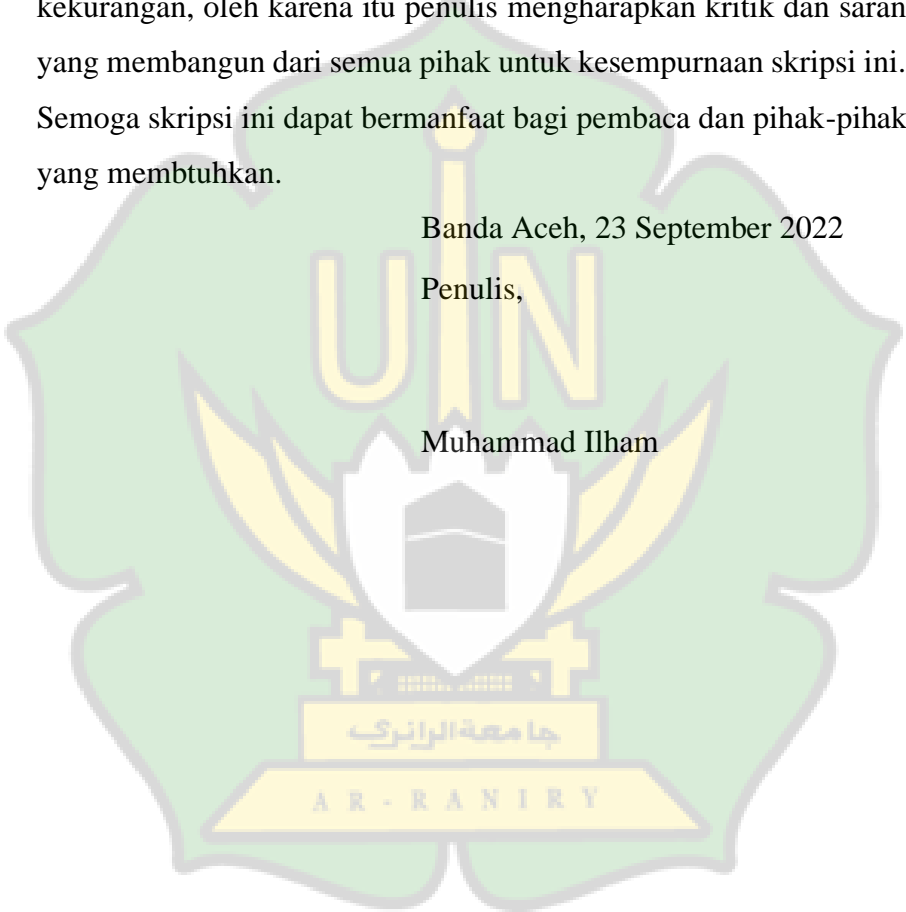 kekurangan, oleh karena itu penulis mengharapkan kritik dan saran
yang membangun dari semua pihak untuk kesempurnaan skripsi ini.
Semoga skripsi ini dapat bermanfaat bagi pembaca dan pihak-pihak
yang membtuhkan.
Banda Aceh, 23 September 2022
Penulis,
UIN
Muhammad Ilham
جامعة الرانري
AR-RANIRY